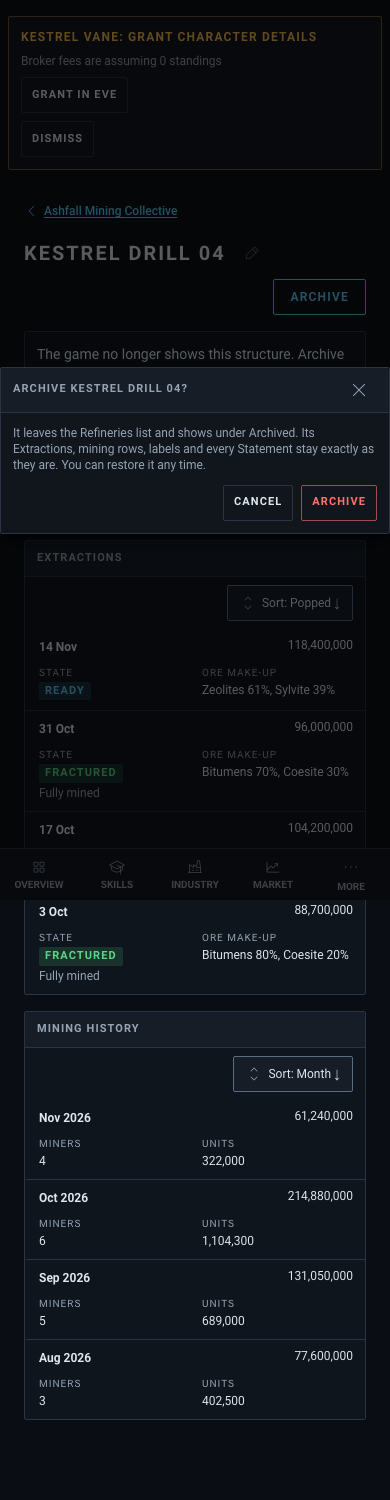 KESTREL VANE: GRANT CHARACTER DETAILS
Broker fees are assuming 0 standings
GRANT IN EVE
DISMISS
Ashfall Mining Collective
KESTREL DRILL 04
ARCHIVE
The game no longer shows this structure. Archive
ARCHIVE KESTREL DRILL 04?
It leaves the Refineries list and shows under Archived. Its
Extractions, mining rows, labels and every Statement stay exactly as
they are. You can restore it any time.
CANCEL
ARCHIVE
EXTRACTIONS
Sort: Popped ↓
14 Nov
118,400,000
STATE
ORE MAKE-UP
READY
Zeolites 61%, Sylvite 39%
31 Oct
96,000,000
STATE
ORE MAKE-UP
FRACTURED
Bitumens 70%, Coesite 30%
Fully mined
17 Oct
104,200,000
OVERVIEW
SKILLS
INDUSTRY
MARKET
MORE
3 Oct
88,700,000
STATE
ORE MAKE-UP
FRACTURED
Bitumens 80%, Coesite 20%
Fully mined
MINING HISTORY
Sort: Month ↓
Nov 2026
61,240,000
MINERS
UNITS
4
322,000
Oct 2026
214,880,000
MINERS
UNITS
6
1,104,300
Sep 2026
131,050,000
MINERS
UNITS
5
689,000
Aug 2026
77,600,000
MINERS
UNITS
3
402,500